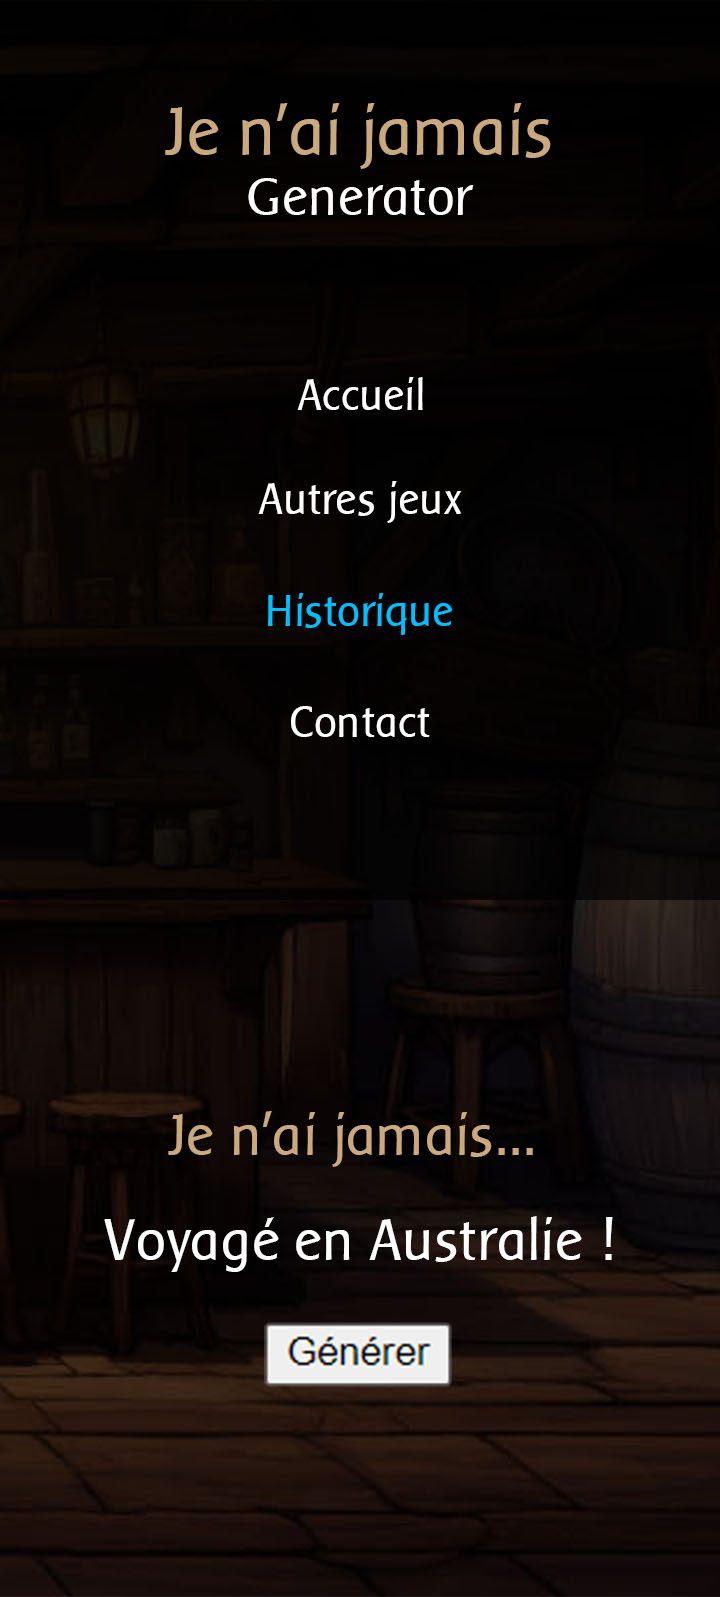 Je n'ai jamais
Generator
Accueil
Autres jeux
Historique
Contact
Je n'ai jamais...
Voyagé en Australie !
Générer